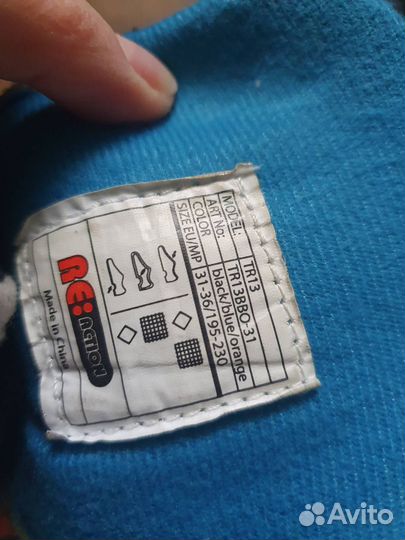 MODEL: TR13
ART No: TR13BBO-31
COLOR black/blue/orange
SIZE:EU/MP 31-36/195-230
RE:ACTION
Made in China
Avito